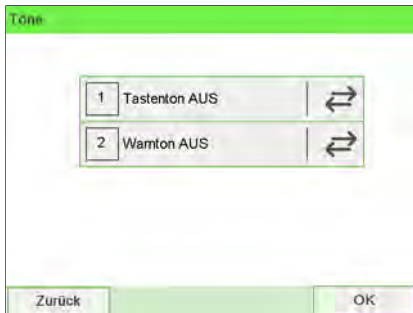 Töne
1 Tastenton AUS
2 Warnton AUS
Zurück
OK